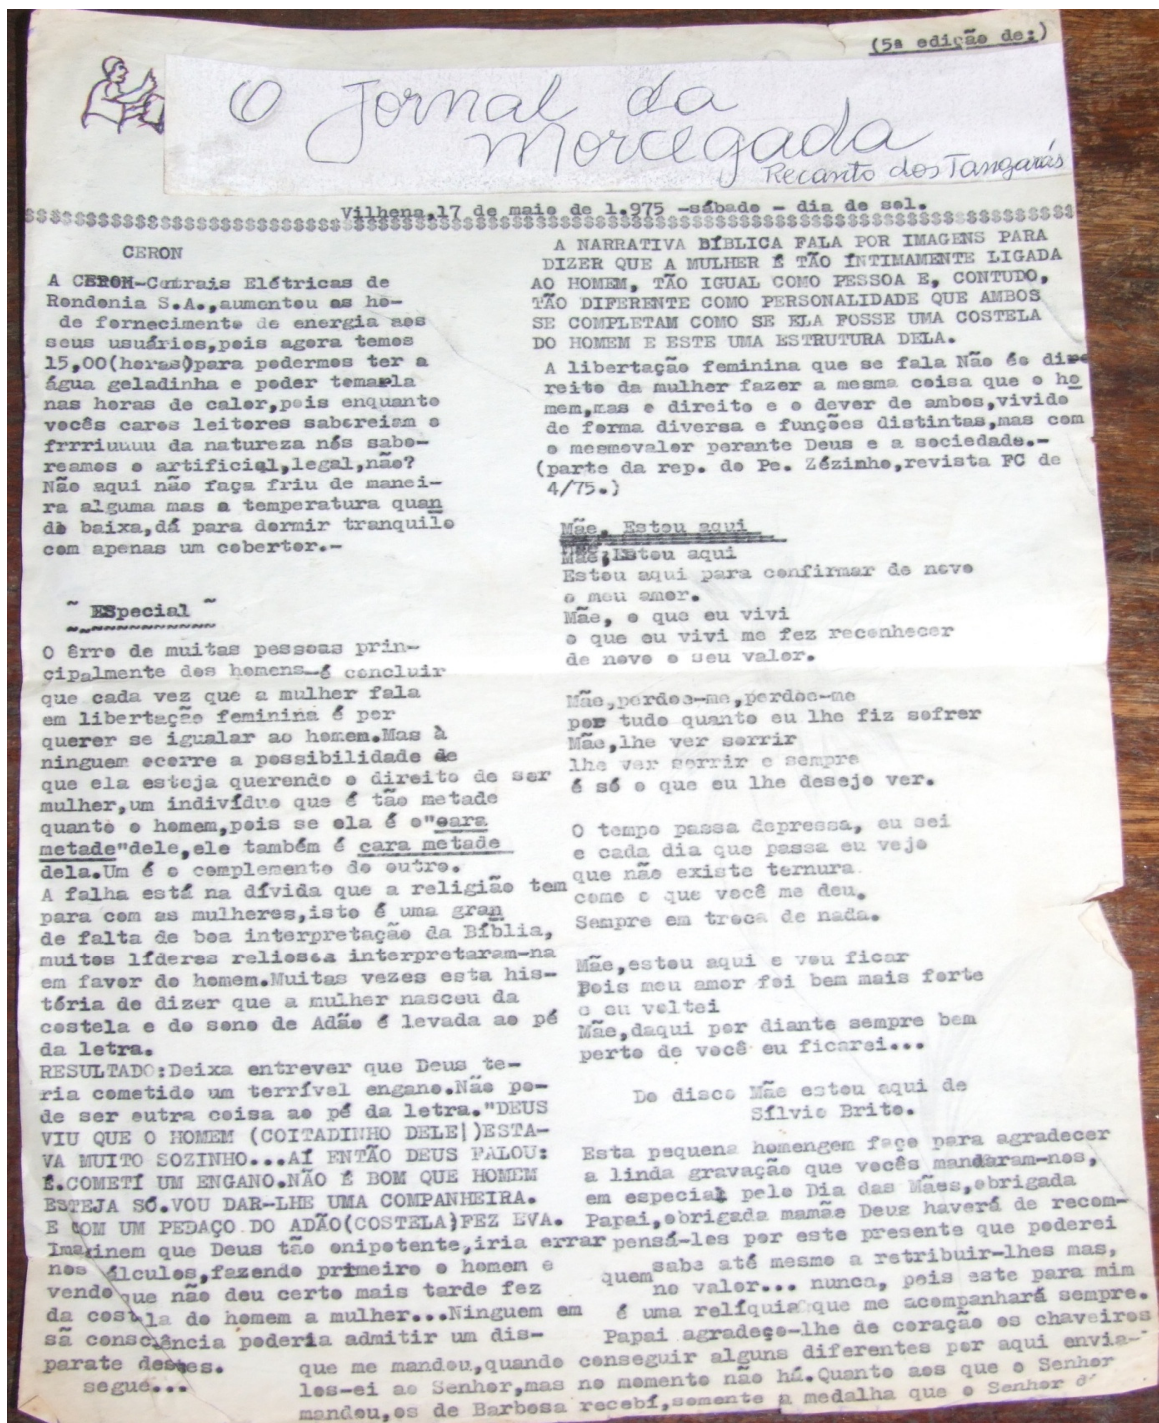 (5ª edição de:)
O Jornal da
Morcegada
Recanto dos Tangarás
Vilhena,17 de maio de 1.975 -sábado - dia de sol.
$$$$$$$$$$$$$$$$$$$$$$$$$$$$$$$$$$$$$$$$$$$$$$$$$$$$$$$$$$$$$$$$$$$$$$$$
CERON
A CERON-Centrais Elétricas de
Rondonia S.A.,aumentou as ho-
de fornecimento de energia aos
seus usuários,pois agora temos
15,00(horas)para podermos ter a
água geladinha e poder tomarla
nas horas de calor,pois enquanto
vocês caros leitores saboreiam o
frrriuuuu da natureza nós sabo-
reamos o artificial,legal,não?
Não aqui não faça friu de manei-
ra alguma mas a temperatura quan
do baixa,dá para dormir tranquilo
com apenas um cobertor.-
~ ESpecial ~
~~~~~~~~~~~~~
O êrro de muitas pessoas prin-
cipalmente dos homens-é concluir
que cada vez que a mulher fala
em libertação feminina é por
querer se igualar ao homem.Mas à
ninguem ocorre a possibilidade de
que ela esteja querendo o direito de ser
mulher,um indivíduo que é tão metade
quanto o homem,pois se ela é o"cara
metade"dele,ele também é cara metade
dela.Um é o complemento do outro.
A falha está na dívida que a religião tem
para com as mulheres,isto é uma gran
de falta de boa interpretação da Bíblia,
muitos líderes reliosos interpretaram-na
em favor do homem.Muitas vezes esta his-
tória de dizer que a mulher nasceu da
costela e do sono de Adão é levada ao pé
da letra.
RESULTADO:Deixa entrever que Deus te-
ria cometido um terrível engano.Não po-
de ser outra coisa ao pé da letra."DEUS
VIU QUE O HOMEM (COITADINHO DELE|)ESTA-
VA MUITO SOZINHO...AÍ ENTÃO DEUS FALOU:
É.COMETÍ UM ENGANO.NÃO É BOM QUE HOMEM
ESTEJA SÓ.VOU DAR-LHE UMA COMPANHEIRA.
E COM UM PEDAÇO DO ADÃO(COSTELA)FEZ EVA.
Imaginem que Deus tão onipotente,iria errar
nos álculos,fazendo primeiro o homem e
vendo que não deu certo mais tarde fez
da costela do homem a mulher...Ninguem em
sã consciência poderia admitir um dis-
parate destes.
segue...
A NARRATIVA BÍBLICA FALA POR IMAGENS PARA
DIZER QUE A MULHER É TÃO ÍNTIMAMENTE LIGADA
AO HOMEM, TÃO IGUAL COMO PESSOA E, CONTUDO,
TÃO DIFERENTE COMO PERSONALIDADE QUE AMBOS
SE COMPLETAM COMO SE ELA FOSSE UMA COSTELA
DO HOMEM E ESTE UMA ESTRUTURA DELA.
A libertação feminina que se fala Não éo di
reito da mulher fazer a mesma coisa que o ho
mem,mas o direito e o dever de ambos,vivido
de forma diversa e funções distintas,mas com
o mesmovalor perante Deus e a sociedade.-
(parte da rep. do Pe. Zézinho,revista FC de
4/75.)
Mãe, Estou aqui
Mãe,Estou aqui
Estou aqui para confirmar de novo
o meu amor.
Mãe, o que eu vivi
o que eu vivi me fez reconhecer
de novo o seu valor.
Mãe,perdoe-me,perdoe-me
por tudo quanto eu lhe fiz sofrer
Mãe,lhe ver sorrir
lhe ver sorrir e sempre
é só o que eu lhe desejo ver.
O tempo passa depressa, eu sei
e cada dia que passa eu vejo
que não existe ternura
como o que você me deu.
Sempre em troca de nada.
Mãe,estou aqui e vou ficar
Pois meu amor foi bem mais forte
e eu voltei
Mãe,daqui por diante sempre bem
perto de você eu ficarei...
Do disco Mãe estou aqui de
Sílvio Brito.
Esta pequena homengem faço para agradecer
a linda gravação que vocês mandaram-nos,
em especial pelo Dia das Mães,obrigada
Papai,obrigada mamãe Deus haverá de recom-
pensá-les por este presente que poderei
quem sabe até mesmo a retribuir-lhes mas,
no valor... nunca, pois este para mim
é uma relíquia que me acompanhará sempre.
Papai agradeço-lhe de coração os chaveiros
que me mandou,quando conseguir alguns diferentes por aqui envia-
los-ei ao Senhor,mas no momento não há.Quanto aos que o Senhor
mandou,os de Barbosa recebí,somente a medalha que o Senhor